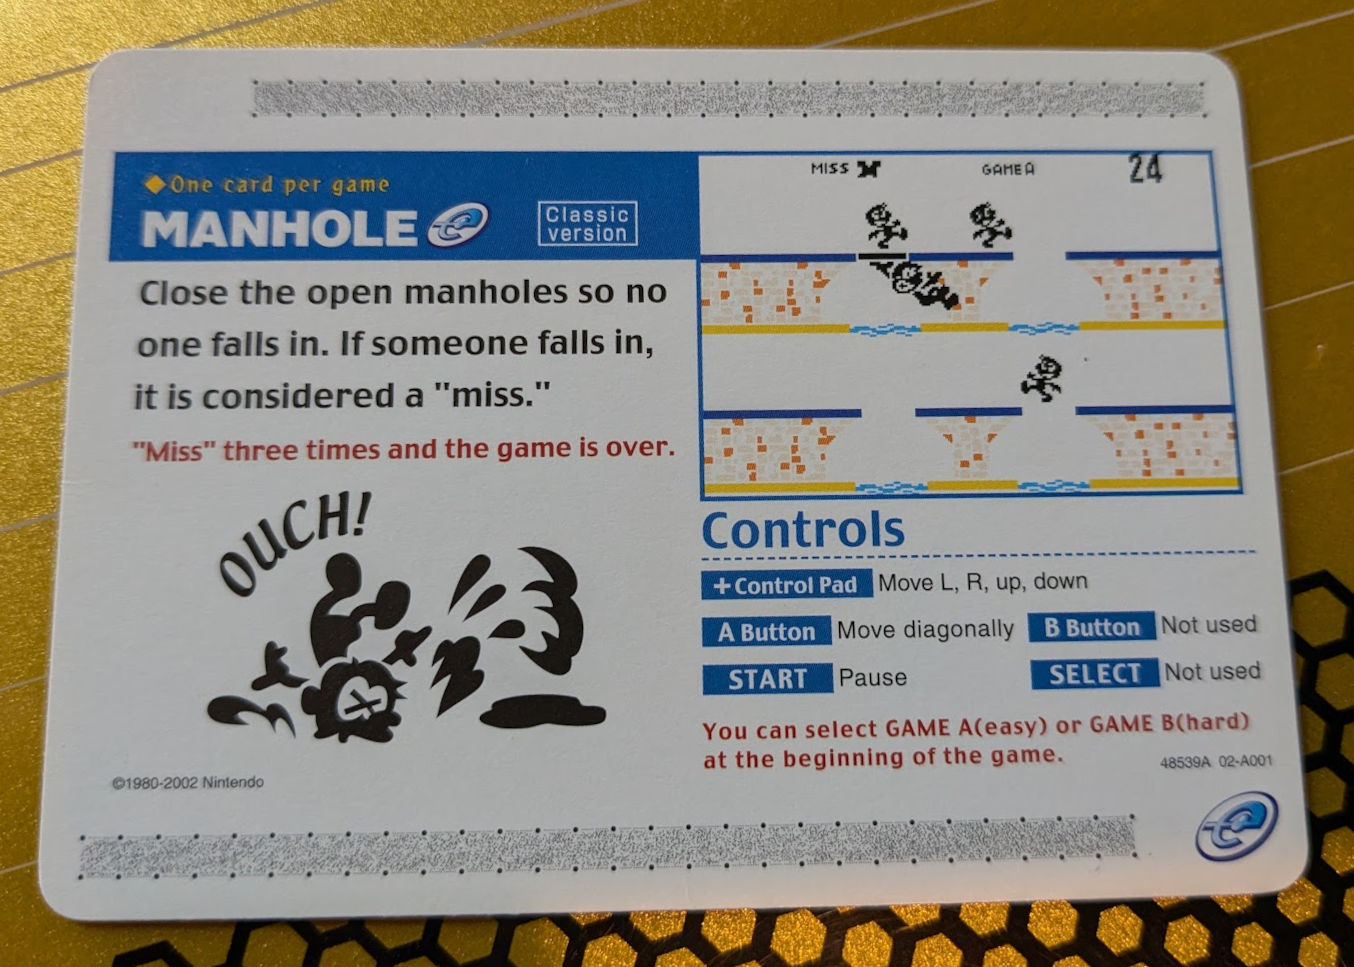 ◆One card per game
MANHOLE e
Classic
version
Close the open manholes so no
one falls in. If someone falls in,
it is considered a "miss."
"Miss" three times and the game is over.
OUCH!
©1980-2002 Nintendo
MISS GAME A 24
Controls
+Control Pad Move L, R, up, down
A Button Move diagonally B Button Not used
START Pause SELECT Not used
You can select GAME A(easy) or GAME B(hard)
at the beginning of the game.
48539A 02-A001
e